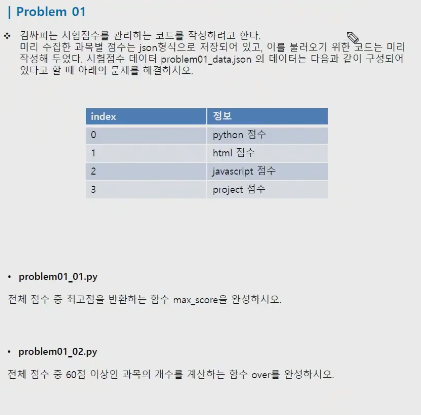 | Problem 01
❖ 김싸피는 시험점수를 관리하는 코드를 작성하려고 한다.
미리 수집한 과목별 점수는 json형식으로 저장되어 있고, 이를 불러오기 위한 코드는 미리
작성해 두었다. 시험점수 데이터 problem01_data.json 의 데이터는 다음과 같이 구성되어
있다고 할 때 아래의 문제를 해결하시오.
index 정보
0 python 점수
1 html 점수
2 javascript 점수
3 project 점수
• problem01_01.py
전체 점수 중 최고점을 반환하는 함수 max_score을 완성하시오.
• problem01_02.py
전체 점수 중 60점 이상인 과목의 개수를 계산하는 함수 over를 완성하시오.